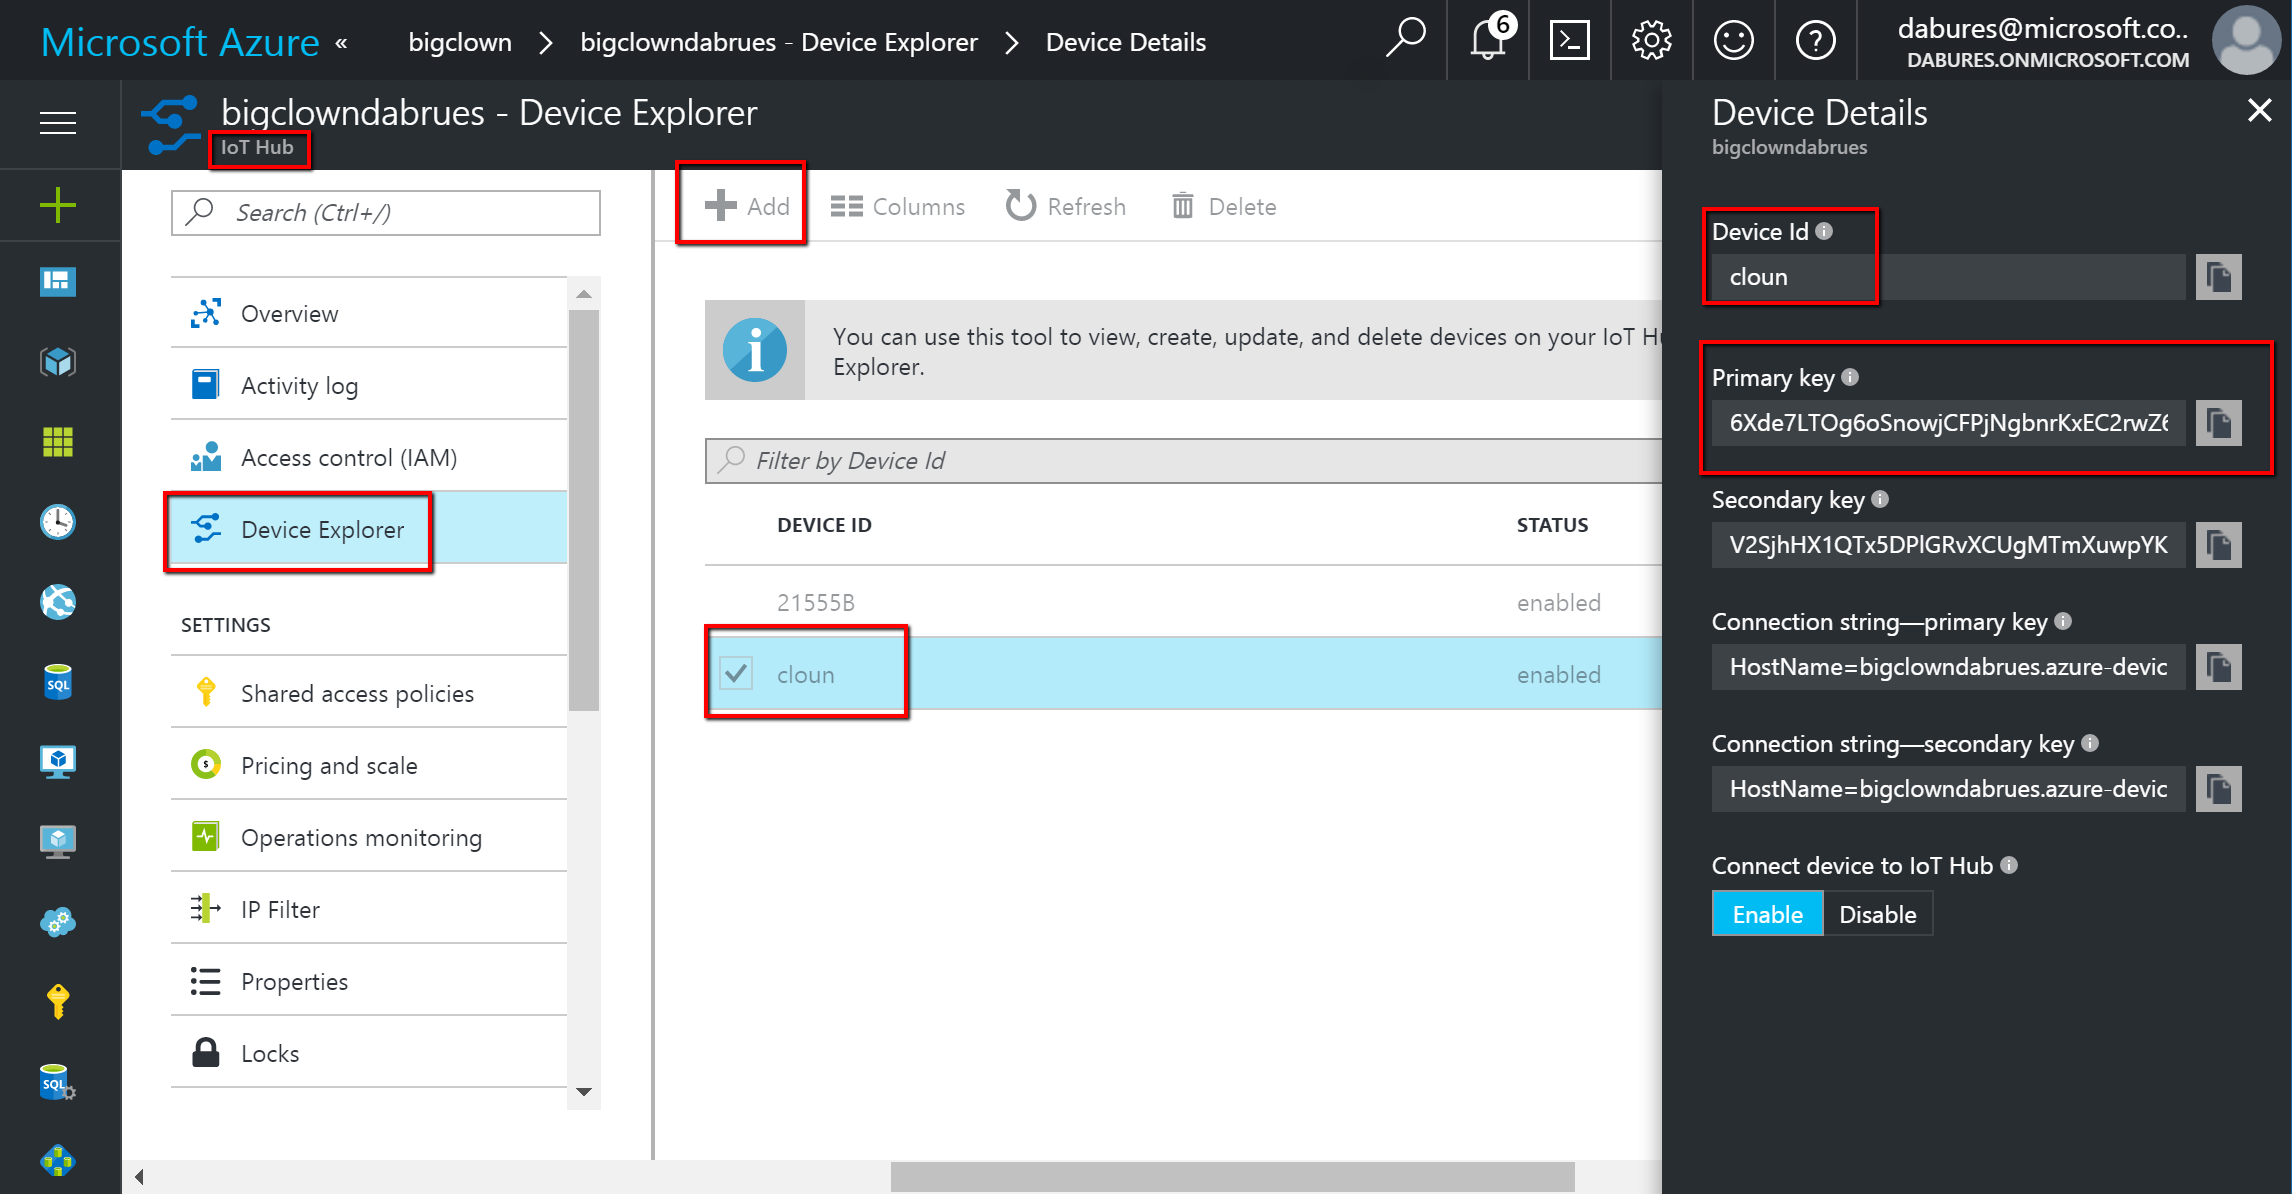 Microsoft Azure «
bigclown > bigclowndabrues - Device Explorer > Device Details
6
dabures@microsoft.co..
DABURES.ONMICROSOFT.COM
bigclowndabrues - Device Explorer
IoT Hub
Search (Ctrl+/)
Overview
Activity log
Access control (IAM)
Device Explorer
SETTINGS
Shared access policies
Pricing and scale
Operations monitoring
IP Filter
Properties
Locks
Add
Columns
Refresh
Delete
You can use this tool to view, create, update, and delete devices on your IoT
Explorer.
Filter by Device Id
DEVICE ID STATUS
21555B enabled
cloun enabled
Device Details
bigclowndabrues
Device Id
cloun
Primary key
6Xde7LTOg6oSnowjCFPjNgbnrKxEC2rwZ6
Secondary key
V2SjhHX1QTx5DPlGRvXCUgMTmXuwpYK
Connection string—primary key
HostName=bigclowndabrues.azure-devic
Connection string—secondary key
HostName=bigclowndabrues.azure-devic
Connect device to IoT Hub
Enable Disable
SQL
SQL